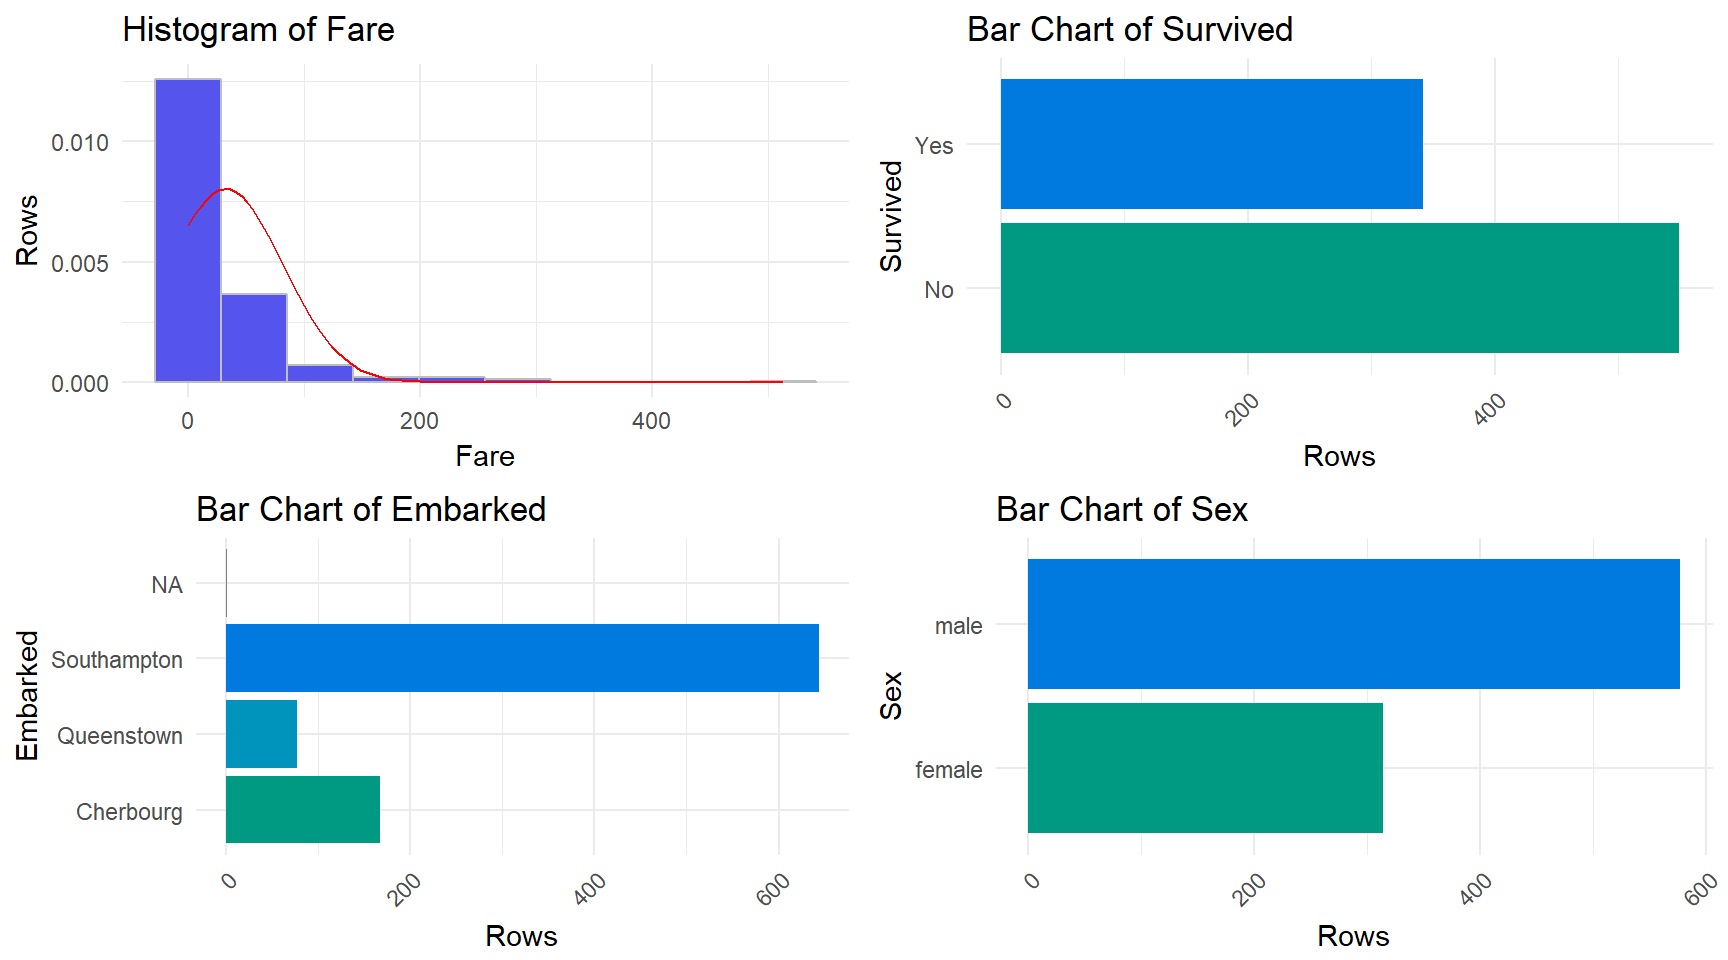 Histogram of Fare
Rows
0.010
0.005
0.000
0
200
400
Fare
Bar Chart of Survived
Survived
Yes
No
0
200
400
Rows
Bar Chart of Embarked
Embarked
NA
Southampton
Queenstown
Cherbourg
0
200
400
600
Rows
Bar Chart of Sex
Sex
male
female
0
200
400
600
Rows